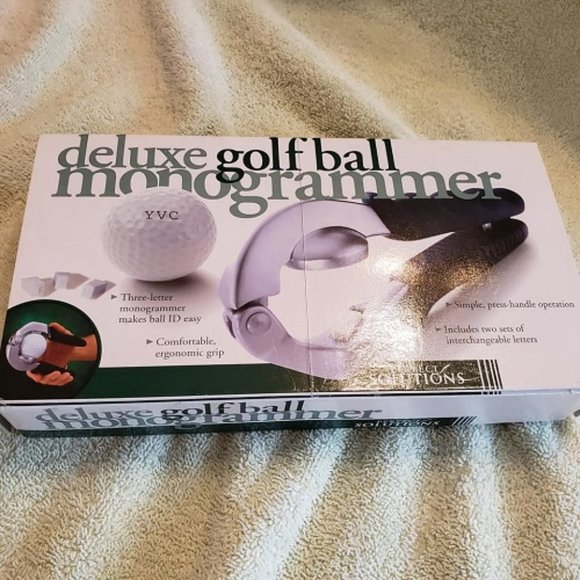 deluxe golf ball
monogrammer
YVC
▸ Three-letter
monogrammer
makes ball ID easy
▸ Comfortable,
ergonomic grip
▸ Simple, press-handle operation
▸ Includes two sets of
interchangeable letters
SOLUTIONS
deluxe golf ball
monogrammer
SOLUTIONS